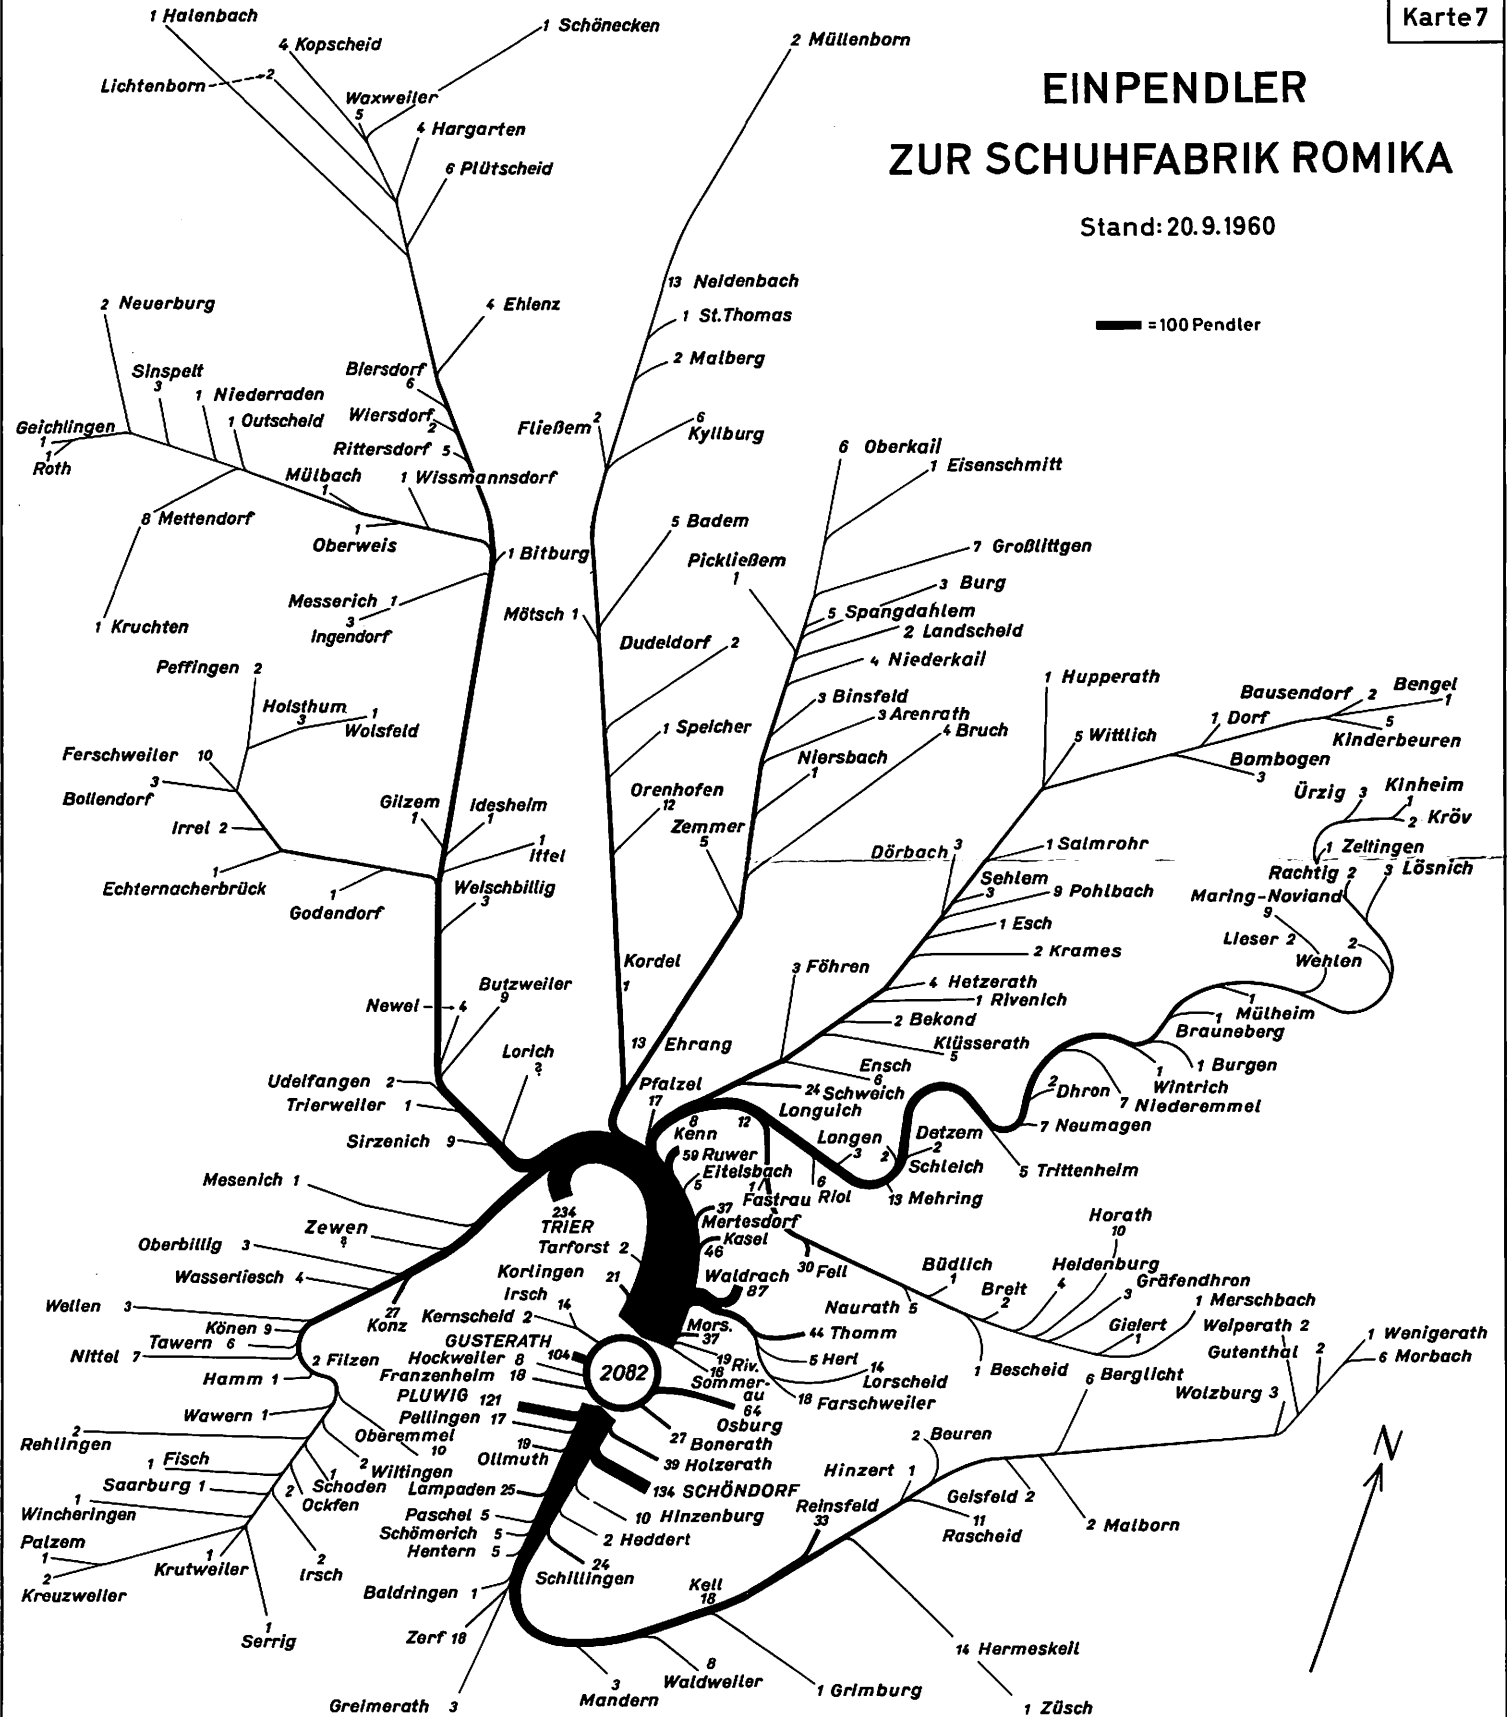 Karte 7
EINPENDLER
ZUR SCHUHFABRIK ROMIKA
Stand: 20.9.1960
= 100 Pendler
1 Halenbach
4 Kopscheid
1 Schönecken
2 Müllenborn
Lichtenborn 2
Waxweiler
5
4 Hargarten
6 Plütscheid
13 Neidenbach
1 St.Thomas
2 Malberg
2 Neuerburg
4 Ehlenz
Sinspelt
3
1 Niederraden
1 Outscheid
Biersdorf
6
Wiersdorf
2
Rittersdorf 5
Fließem 2
6
Kyllburg
Geichlingen
1
1
Roth
Mülbach
1
1 Wissmannsdorf
8 Mettendorf
1
Oberweis
1 Bitburg
1 Kruchten
Messerich 1
3
Ingendorf
5 Badem
Mötsch 1
Pickließem
1
6 Oberkail
1 Eisenschmitt
7 Großlittgen
3 Burg
5 Spangdahlem
2 Landscheid
4 Niederkail
Dudeldorf 2
3 Binsfeld
3 Arenrath
4 Bruch
1 Speicher
Niersbach
1
Orenhofen
12
Zemmer
5
Peffingen 2
Holsthum
3
1
Wolsfeld
Ferschweiler 10
3
Bollendorf
Irrel 2
1
Echternacherbrück
1
Godendorf
Gilzem
1
Idesheim
1
1
Ittel
Welschbillig
3
1 Hupperath
5 Wittlich
1 Dorf
Bausendorf 2
Bengel
1
5
Kinderbeuren
Bombogen
3
Ürzig 3
Kinheim
1
2 Kröv
1 Zeltingen
Rachtig 2
3 Lösnich
Maring-Noviand
9
Lieser 2
2
Wehlen
Dörbach 3
1 Salmrohr
Sehlem
3
9 Pohlbach
1 Esch
2 Krames
4 Hetzerath
1 Rivenich
2 Bekond
Klüsserath
5
3 Föhren
Ensch
6
24 Schweich
Longuich
12
Kordel
1
13 Ehrang
Pfalzel
17
Newel 4
Butzweiler
9
Lorich
2
Udelfangen 2
Trierweiler 1
Sirzenich 9
1
Mülheim
1
Brauneberg
1 Burgen
1
Wintrich
7 Niederemmel
2
Dhron
7 Neumagen
5 Trittenheim
Detzem
2
2
Schleich
13 Mehring
Longen
3
6
Riol
8
Kenn
59 Ruwer
Eitelsbach
5
1
Fastrau
37
Mertesdorf
Kasel
46
30 Fell
Waldrach
87
Mesenich 1
Zewen
8
Oberbillig 3
Wasserliesch 4
27
Konz
234
TRIER
Tarforst 2
Korlingen 21
Irsch
14
Kernscheid 2
GUSTERATH
104
Hockweiler 8
Franzenheim 18
PLUWIG 121
Pellingen 17
19
Ollmuth
Lampaden 25
Paschel 5
Schömerich 5
Hentern 5
Baldringen 1
Zerf 18
Greimerath 3
2082
Mors.
37
19 Riv.
16
Sommer-
au
64
Osburg
27
Bonerath
39 Holzerath
134 SCHÖNDORF
10 Hinzenburg
2 Heddert
24
Schillingen
44 Thomm
5 Herl
14
Lorscheid
18 Farschweiler
Naurath 5
Büdlich
1
Breit
2
Heidenburg
4
Horath
10
Gräfendhron
3
1 Merschbach
Gielert
1
1 Bescheid
6 Berglicht
Welperath 2
Gutenthal 2
Wolzburg 3
1 Wenigerath
6 Morbach
Wellen 3
Könen 9
Tawern 6
Nittel 7
2 Filzen
Hamm 1
Wawern 1
2
Rehlingen
1 Fisch
Saarburg 1
1
Wincheringen
Palzem
1
2
Kreuzweiler
1
Krutweiler
Oberemmel
10
2
Wiltingen
1
Schoden
2
Ockfen
2
Irsch
1
Serrig
2 Beuren
Hinzert 1
Geisfeld 2
11
Rascheid
2 Malborn
Reinsfeld
33
Kell
18
14 Hermeskeil
1 Züsch
1 Grimburg
8
Waldweiler
3
Mandern
N